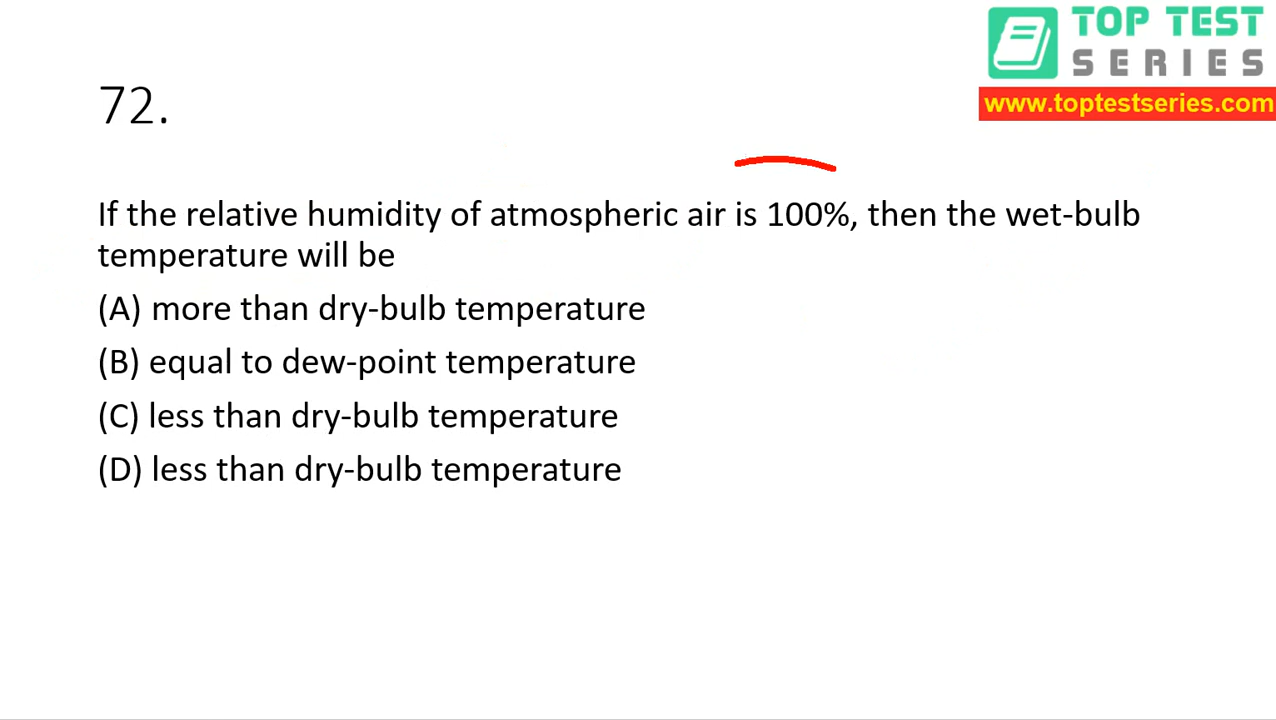 TOP TEST
SERIES
www.toptestseries.com
72.
If the relative humidity of atmospheric air is 100%, then the wet-bulb
temperature will be
(A) more than dry-bulb temperature
(B) equal to dew-point temperature
(C) less than dry-bulb temperature
(D) less than dry-bulb temperature